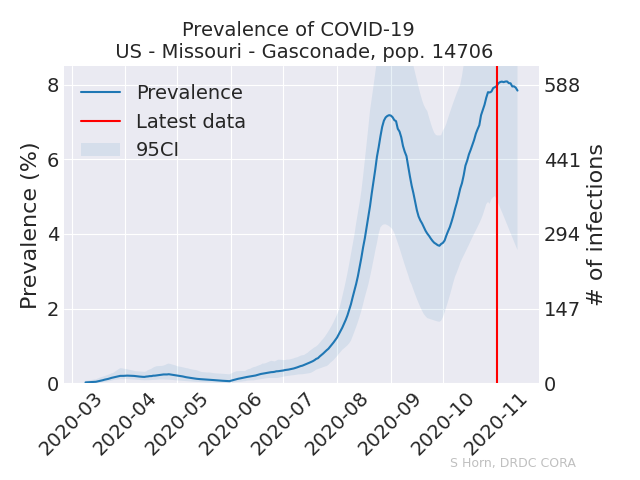 Prevalence of COVID-19
US - Missouri - Gasconade, pop. 14706
Prevalence
Latest data
95CI
Prevalence (%)
8
6
4
2
0
588
441
294
147
0
# of infections
2020-03
2020-04
2020-05
2020-06
2020-07
2020-08
2020-09
2020-10
2020-11
S Horn, DRDC CORA